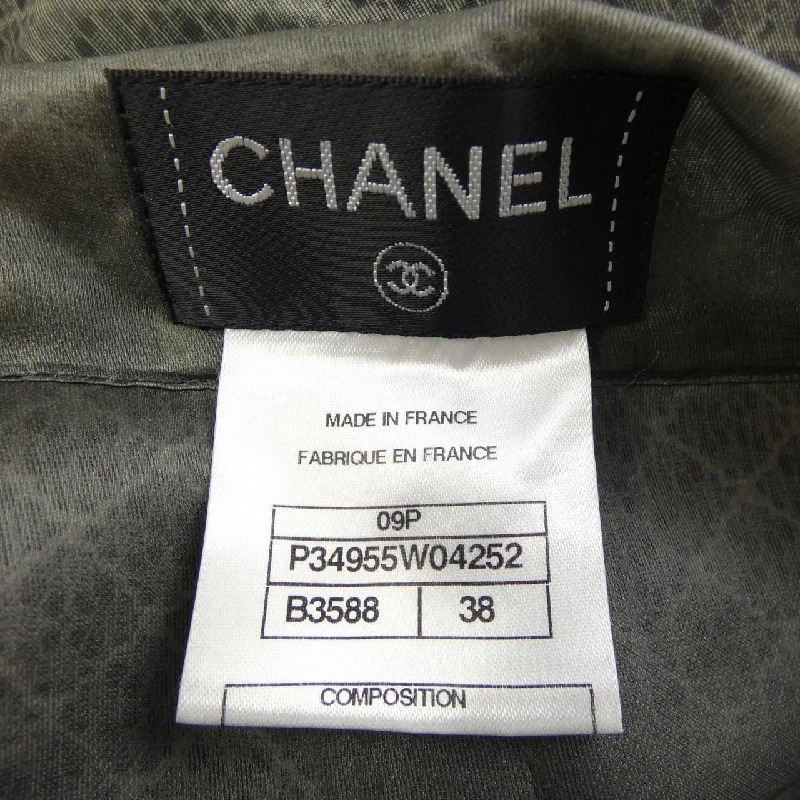 CHANEL
MADE IN FRANCE
FABRIQUE EN FRANCE
09P
P34955W04252
B3588 38
COMPOSITION